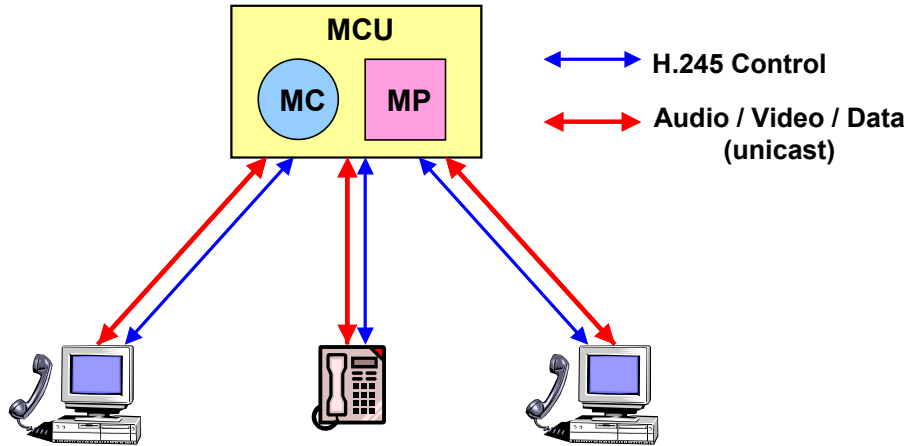 MCU
MC
MP
H.245 Control
Audio / Video / Data
(unicast)